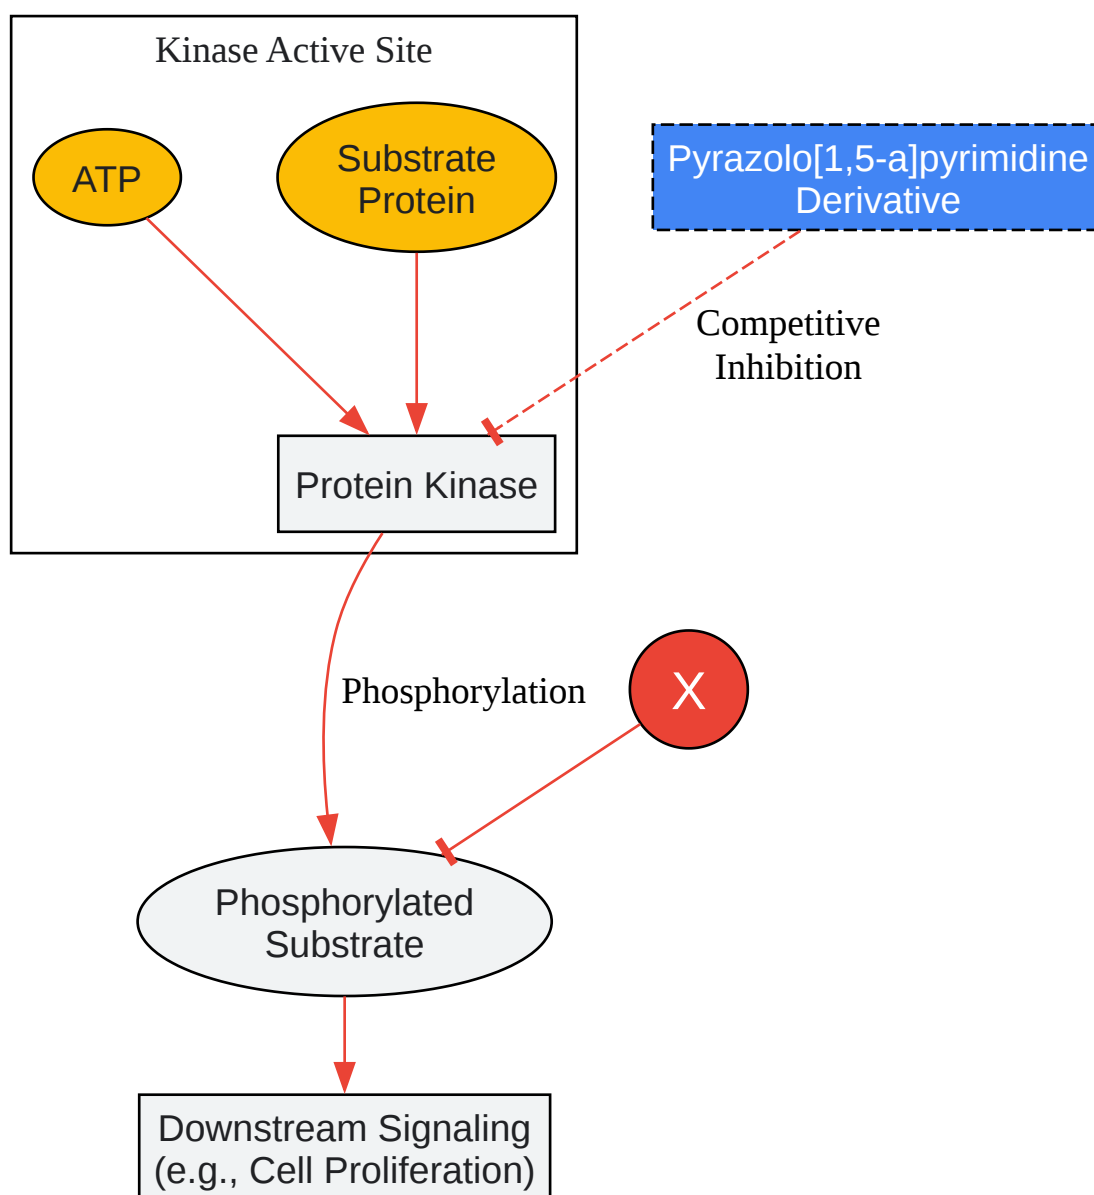 Kinase Active Site
ATP
Substrate
Protein
Pyrazolo[1,5-a]pyrimidine
Derivative
Competitive
Inhibition
Protein Kinase
Phosphorylation
X
Phosphorylated
Substrate
Downstream Signaling
(e.g., Cell Proliferation)